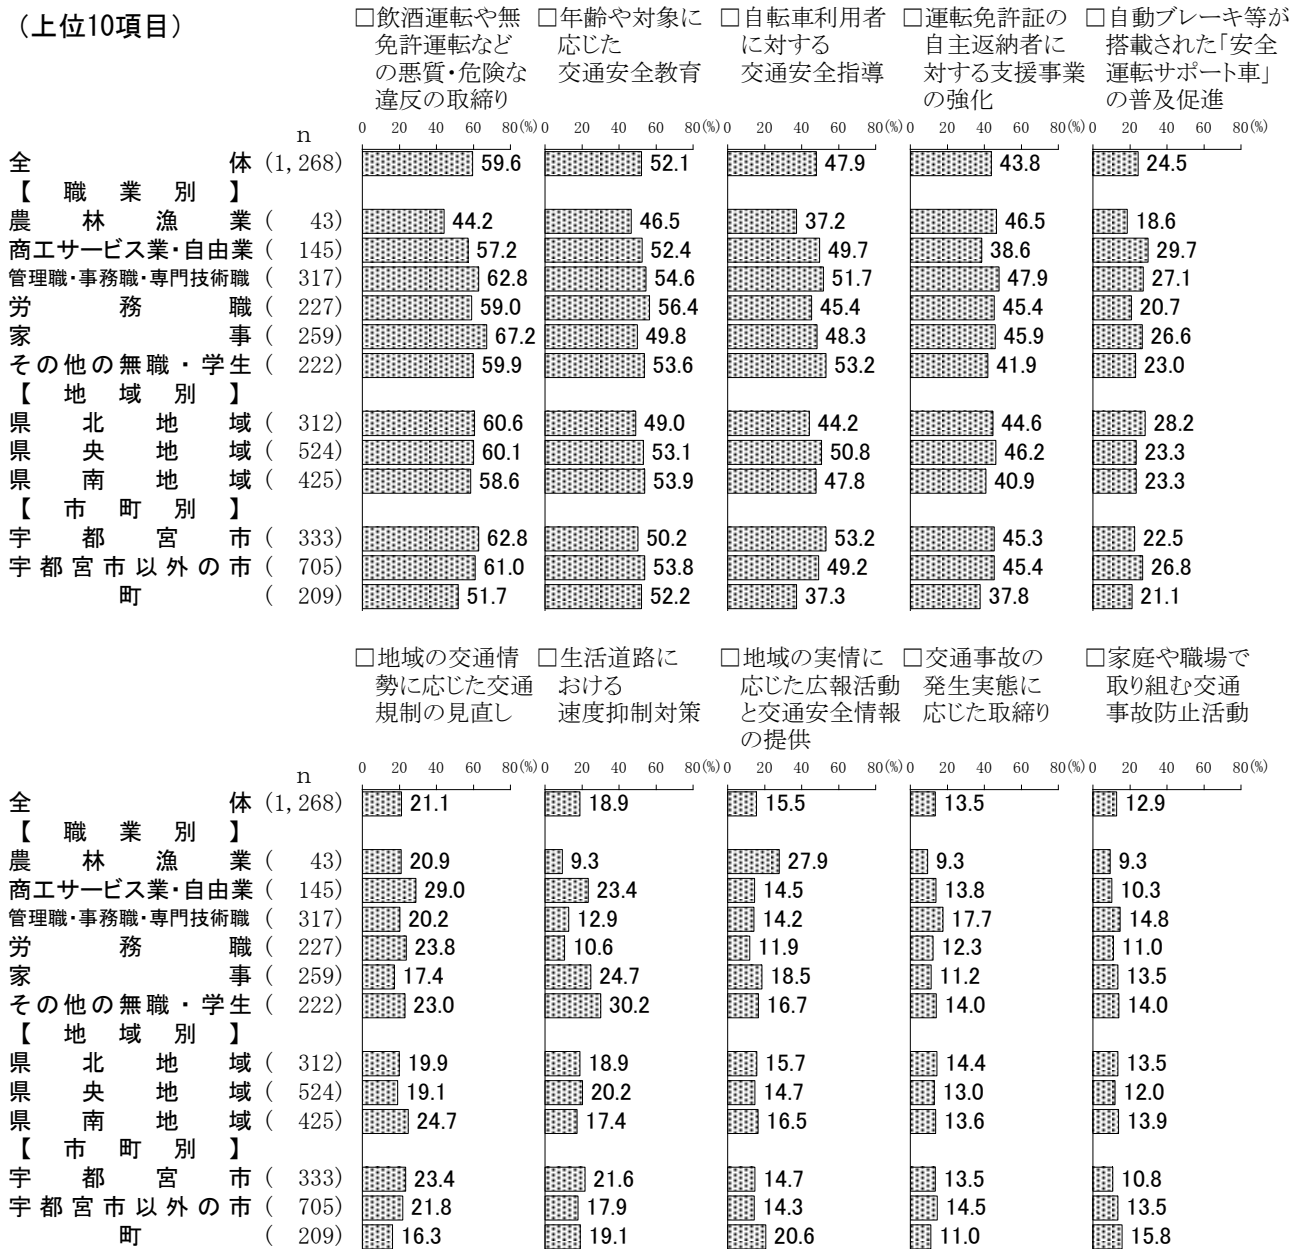 (上位10項目)
□飲酒運転や無
免許運転など
の悪質・危険な
違反の取締り
□年齢や対象に
応じた
交通安全教育
□自転車利用者
に対する
交通安全指導
□運転免許証の
自主返納者に
対する支援事業
の強化
□自動ブレーキ等が
搭載された「安全
運転サポート車」
の普及促進
n 0 20 40 60 80(%) 0 20 40 60 80(%) 0 20 40 60 80(%) 0 20 40 60 80(%) 0 20 40 60 80(%)
全体 (1,268) 59.6 52.1 47.9 43.8 24.5
【職業別】
農林漁業 ( 43) 44.2 46.5 37.2 46.5 18.6
商工サービス業・自由業 ( 145) 57.2 52.4 49.7 38.6 29.7
管理職・事務職・専門技術職 ( 317) 62.8 54.6 51.7 47.9 27.1
労務職 ( 227) 59.0 56.4 45.4 45.4 20.7
家事 ( 259) 67.2 49.8 48.3 45.9 26.6
その他の無職・学生 ( 222) 59.9 53.6 53.2 41.9 23.0
【地域別】
県北地域 ( 312) 60.6 49.0 44.2 44.6 28.2
県央地域 ( 524) 60.1 53.1 50.8 46.2 23.3
県南地域 ( 425) 58.6 53.9 47.8 40.9 23.3
【市町別】
宇都宮市 ( 333) 62.8 50.2 53.2 45.3 22.5
宇都宮市以外の市 ( 705) 61.0 53.8 49.2 45.4 26.8
町 ( 209) 51.7 52.2 37.3 37.8 21.1
□地域の交通情
勢に応じた交通
規制の見直し
□生活道路に
おける
速度抑制対策
□地域の実情に
応じた広報活動
と交通安全情報
の提供
□交通事故の
発生実態に
応じた取締り
□家庭や職場で
取り組む交通
事故防止活動
n 0 20 40 60 80(%) 0 20 40 60 80(%) 0 20 40 60 80(%) 0 20 40 60 80(%) 0 20 40 60 80(%)
全体 (1,268) 21.1 18.9 15.5 13.5 12.9
【職業別】
農林漁業 ( 43) 20.9 9.3 27.9 9.3 9.3
商工サービス業・自由業 ( 145) 29.0 23.4 14.5 13.8 10.3
管理職・事務職・専門技術職 ( 317) 20.2 12.9 14.2 17.7 14.8
労務職 ( 227) 23.8 10.6 11.9 12.3 11.0
家事 ( 259) 17.4 24.7 18.5 11.2 13.5
その他の無職・学生 ( 222) 23.0 30.2 16.7 14.0 14.0
【地域別】
県北地域 ( 312) 19.9 18.9 15.7 14.4 13.5
県央地域 ( 524) 19.1 20.2 14.7 13.0 12.0
県南地域 ( 425) 24.7 17.4 16.5 13.6 13.9
【市町別】
宇都宮市 ( 333) 23.4 21.6 14.7 13.5 10.8
宇都宮市以外の市 ( 705) 21.8 17.9 14.3 14.5 13.5
町 ( 209) 16.3 19.1 20.6 11.0 15.8